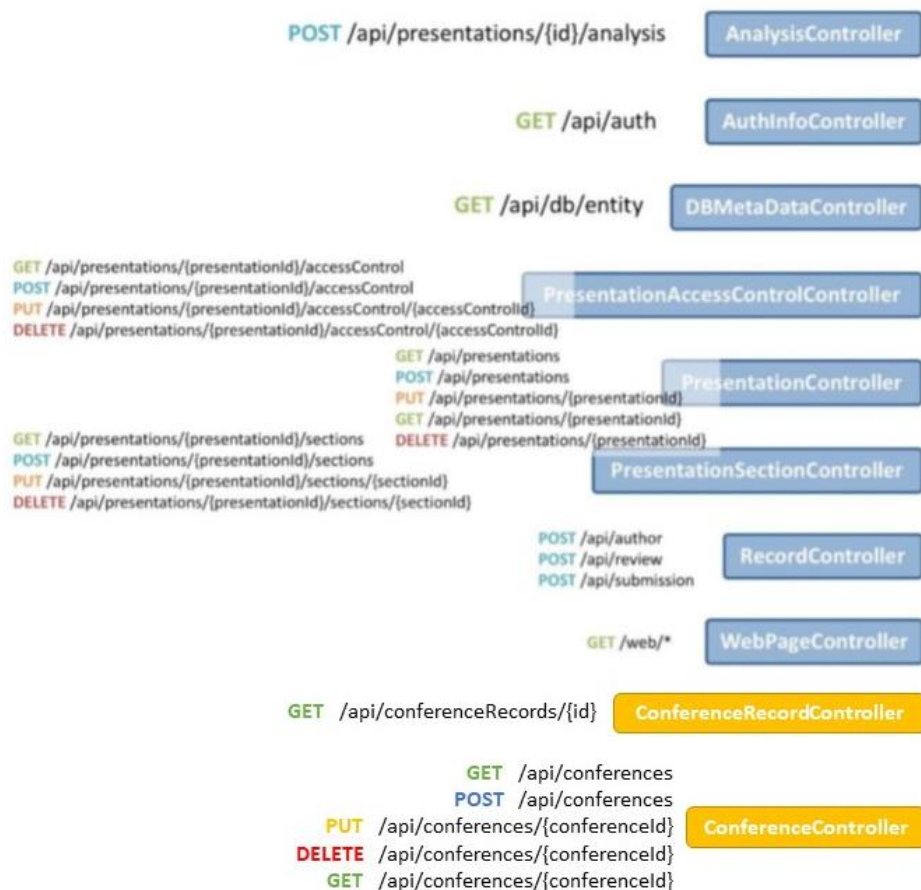 POST /api/presentations/{id}/analysis AnalysisController
GET /api/auth AuthInfoController
GET /api/db/entity DBMetaDataController
GET /api/presentations/{presentationId}/accessControl
POST /api/presentations/{presentationId}/accessControl
PUT /api/presentations/{presentationId}/accessControl/{accessControlId}
DELETE /api/presentations/{presentationId}/accessControl/{accessControlId}
PresentationAccessControlController
GET /api/presentations
POST /api/presentations
PUT /api/presentations/{presentationId}
GET /api/presentations/{presentationId}
DELETE /api/presentations/{presentationId}
PresentationController
GET /api/presentations/{presentationId}/sections
POST /api/presentations/{presentationId}/sections
PUT /api/presentations/{presentationId}/sections/{sectionId}
DELETE /api/presentations/{presentationId}/sections/{sectionId}
PresentationSectionController
POST /api/author
POST /api/review
POST /api/submission
RecordController
GET /web/* WebPageController
GET /api/conferenceRecords/{id} ConferenceRecordController
GET /api/conferences
POST /api/conferences
PUT /api/conferences/{conferenceId}
DELETE /api/conferences/{conferenceId}
GET /api/conferences/{conferenceId}
ConferenceController